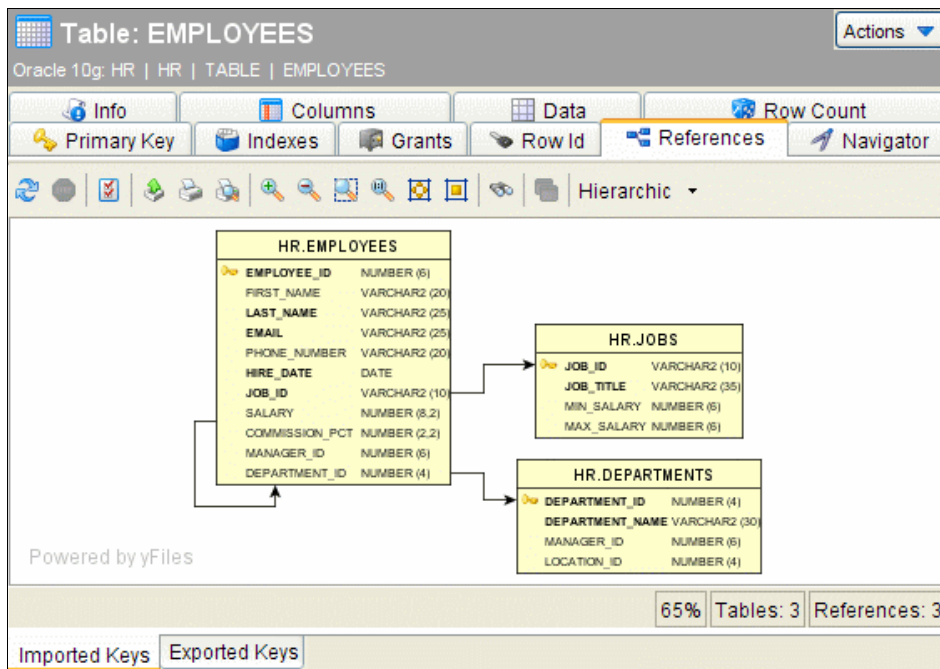 Table: EMPLOYEES
Actions
Oracle 10g: HR | HR | TABLE | EMPLOYEES
Info Columns Data Row Count
Primary Key Indexes Grants Row Id References Navigator
Hierarchic
HR.EMPLOYEES
EMPLOYEE_ID NUMBER (6)
FIRST_NAME VARCHAR2 (20)
LAST_NAME VARCHAR2 (25)
EMAIL VARCHAR2 (25)
PHONE_NUMBER VARCHAR2 (20)
HIRE_DATE DATE
JOB_ID VARCHAR2 (10)
SALARY NUMBER (8,2)
COMMISSION_PCT NUMBER (2,2)
MANAGER_ID NUMBER (6)
DEPARTMENT_ID NUMBER (4)
HR.JOBS
JOB_ID VARCHAR2 (10)
JOB_TITLE VARCHAR2 (35)
MIN_SALARY NUMBER (6)
MAX_SALARY NUMBER (6)
HR.DEPARTMENTS
DEPARTMENT_ID NUMBER (4)
DEPARTMENT_NAME VARCHAR2 (30)
MANAGER_ID NUMBER (6)
LOCATION_ID NUMBER (4)
Powered by yFiles
65% Tables: 3 References: 3
Imported Keys Exported Keys